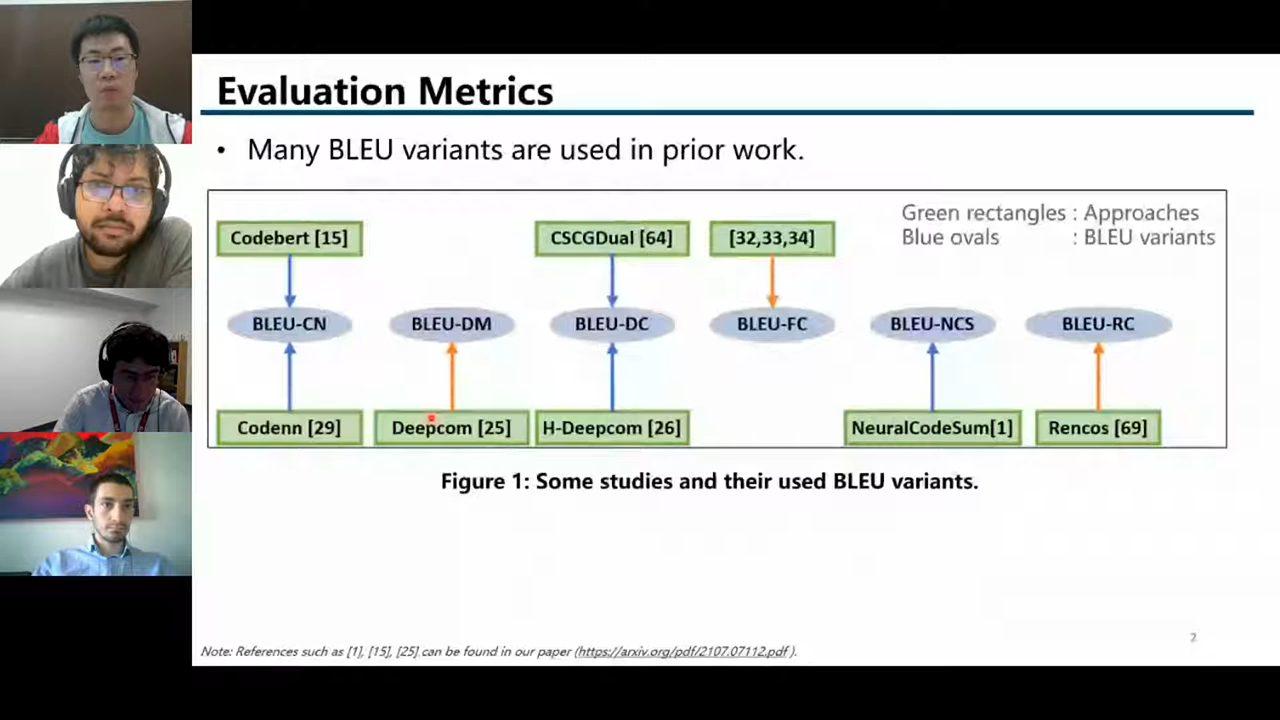 Evaluation Metrics
• Many BLEU variants are used in prior work.
Green rectangles : Approaches
Blue ovals : BLEU variants
Codebert [15] CSCGDual [64] [32,33,34]
BLEU-CN BLEU-DM BLEU-DC BLEU-FC BLEU-NCS BLEU-RC
Codenn [29] Deepcom [25] H-Deepcom [26] NeuralCodeSum[1] Rencos [69]
Figure 1: Some studies and their used BLEU variants.
2
Note: References such as [1], [15], [25] can be found in our paper (https://arxiv.org/pdf/2107.07112.pdf ).